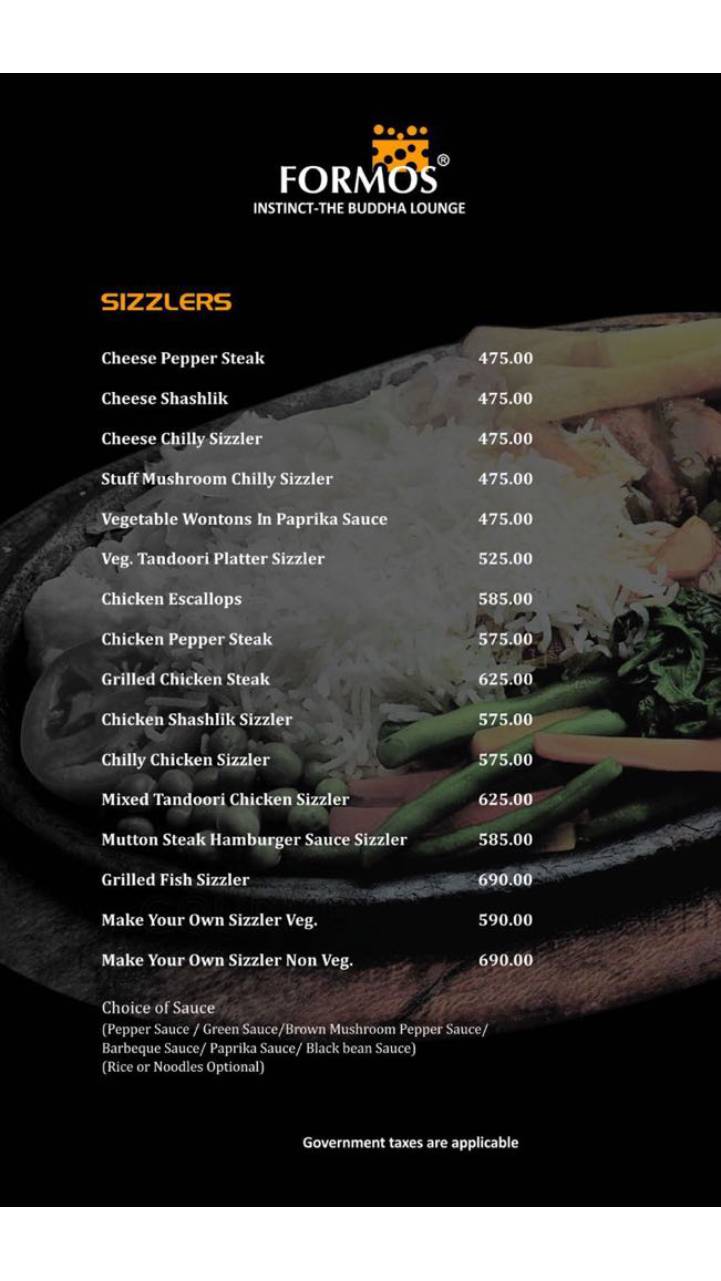 FORMOS®
INSTINCT-THE BUDDHA LOUNGE
SIZZLERS
Cheese Pepper Steak 475.00
Cheese Shashlik 475.00
Cheese Chilly Sizzler 475.00
Stuff Mushroom Chilly Sizzler 475.00
Vegetable Wontons In Paprika Sauce 475.00
Veg. Tandoori Platter Sizzler 525.00
Chicken Escallops 585.00
Chicken Pepper Steak 575.00
Grilled Chicken Steak 625.00
Chicken Shashlik Sizzler 575.00
Chilly Chicken Sizzler 575.00
Mixed Tandoori Chicken Sizzler 625.00
Mutton Steak Hamburger Sauce Sizzler 585.00
Grilled Fish Sizzler 690.00
Make Your Own Sizzler Veg. 590.00
Make Your Own Sizzler Non Veg. 690.00
Choice of Sauce
(Pepper Sauce / Green Sauce/Brown Mushroom Pepper Sauce/
Barbeque Sauce/ Paprika Sauce/ Black bean Sauce)
(Rice or Noodles Optional)
Government taxes are applicable